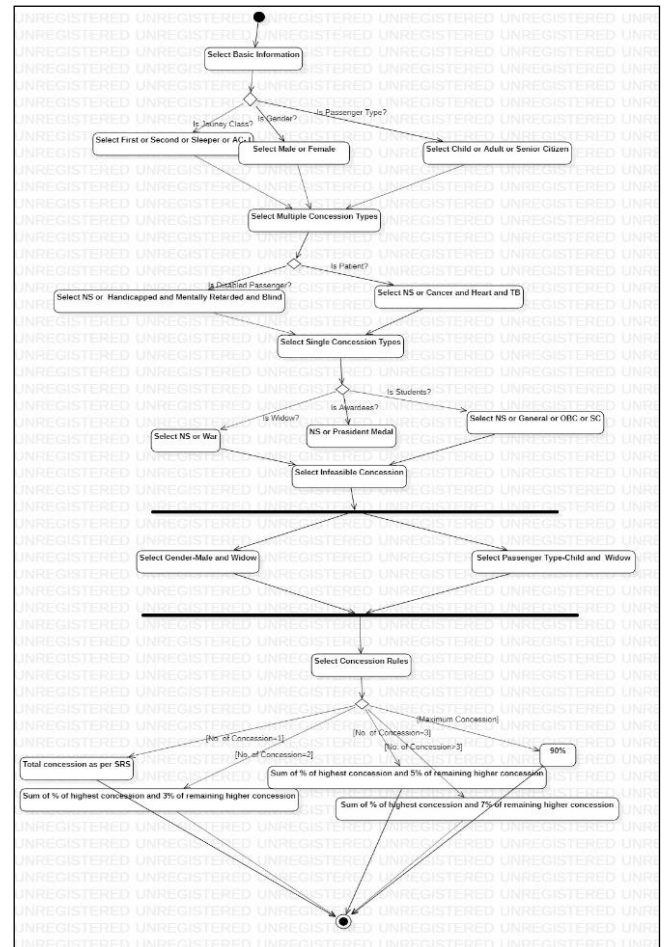 Select Basic Information
Is Jauney Class?
Is Gender?
Is Passenger Type?
Select First or Second or Sleeper or AC-
Select Male or Female
Select Child or Adult or Senior Citizen
Select Multiple Concession Types
Is Disabled Passenger?
Is Patient?
Select NS or Handicapped and Mentally Retarded and Blind
Select NS or Cancer and Heart and TB
Select Single Concession Types
Is Widow?
Is Awardees?
Is Students?
Select NS or War
NS or President Medal
Select NS or General or OBC or SC
Select Infeasible Concession
Select Gender-Male and Widow
Select Passenger Type-Child and Widow
Select Concession Rules
[No. of Concession=1]
[No. of Concession=2]
[No. of Concession=3]
[No. of Concession>3]
[Maximum Concession]
Total concession as per SRS
90%
Sum of % of highest concession and 5% of remaining higher concession
Sum of % of highest concession and 3% of remaining higher concession
Sum of % of highest concession and 7% of remaining higher concession
UNREGISTERED